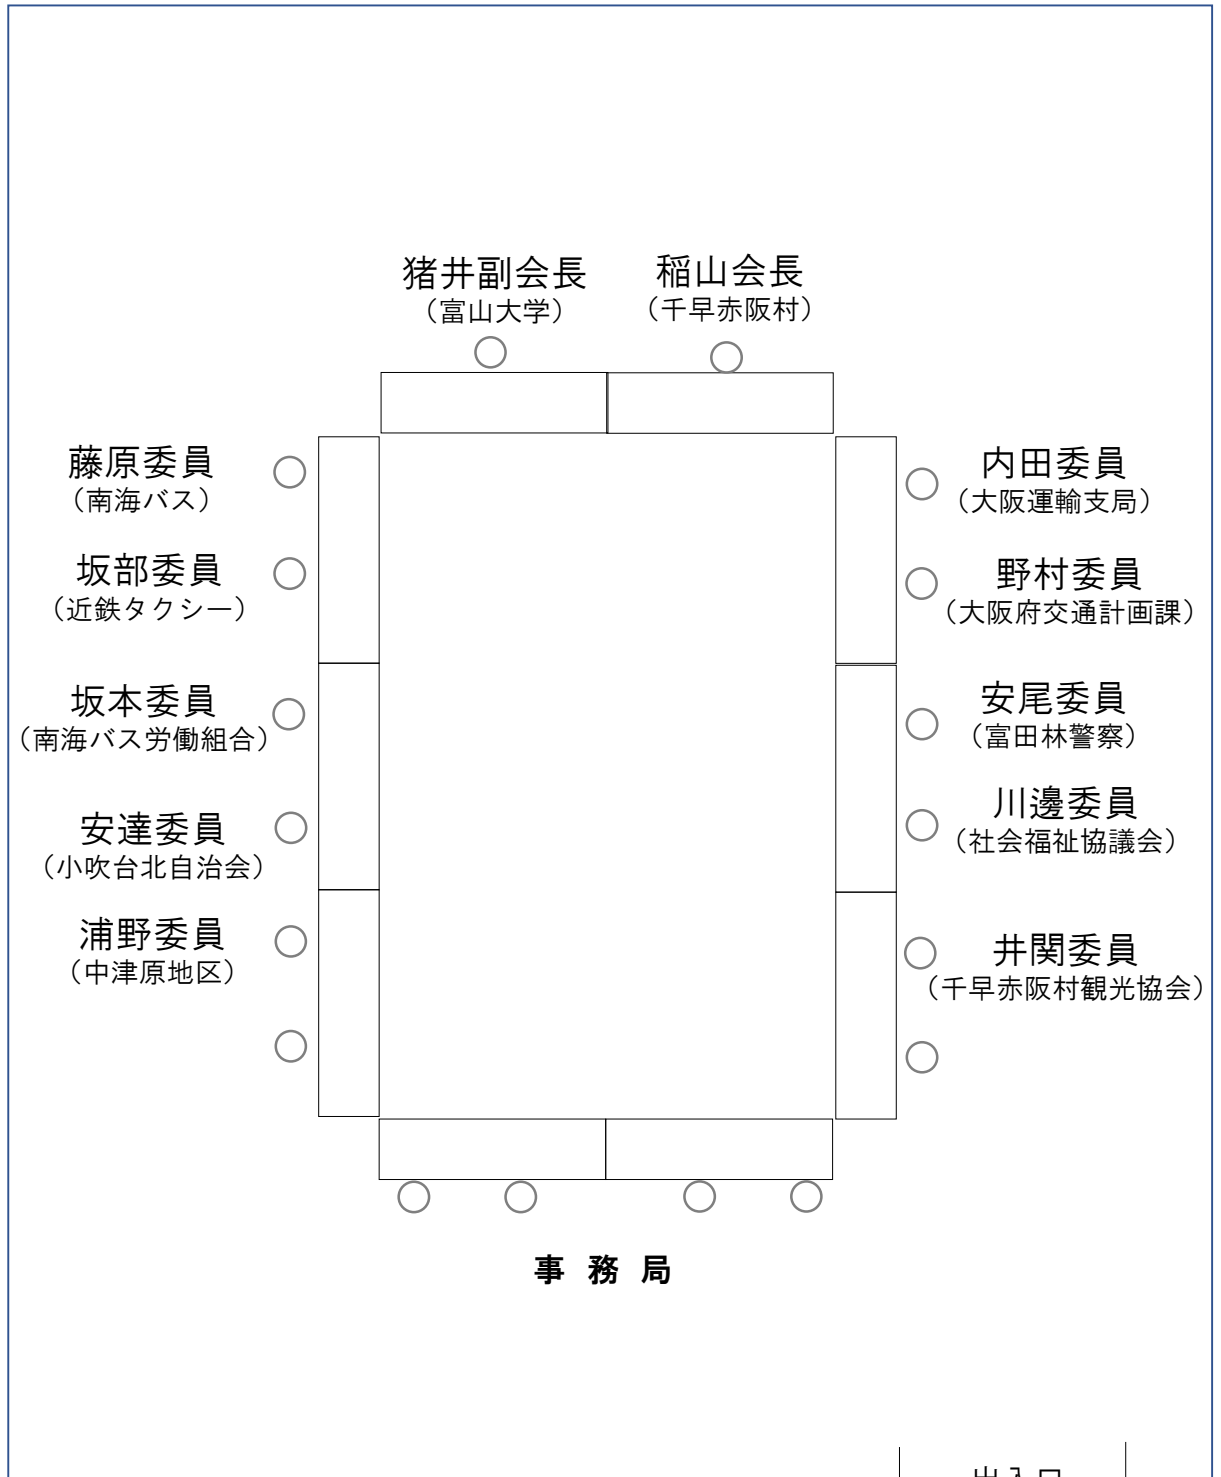 猪井副会長
（富山大学）
稲山会長
（千早赤阪村）
藤原委員
（南海バス）
坂部委員
（近鉄タクシー）
坂本委員
（南海バス労働組合）
安達委員
（小吹台北自治会）
浦野委員
（中津原地区）
内田委員
（大阪運輸支局）
野村委員
（大阪府交通計画課）
安尾委員
（富田林警察）
川邊委員
（社会福祉協議会）
井関委員
（千早赤阪村観光協会）
事 務 局
出入口